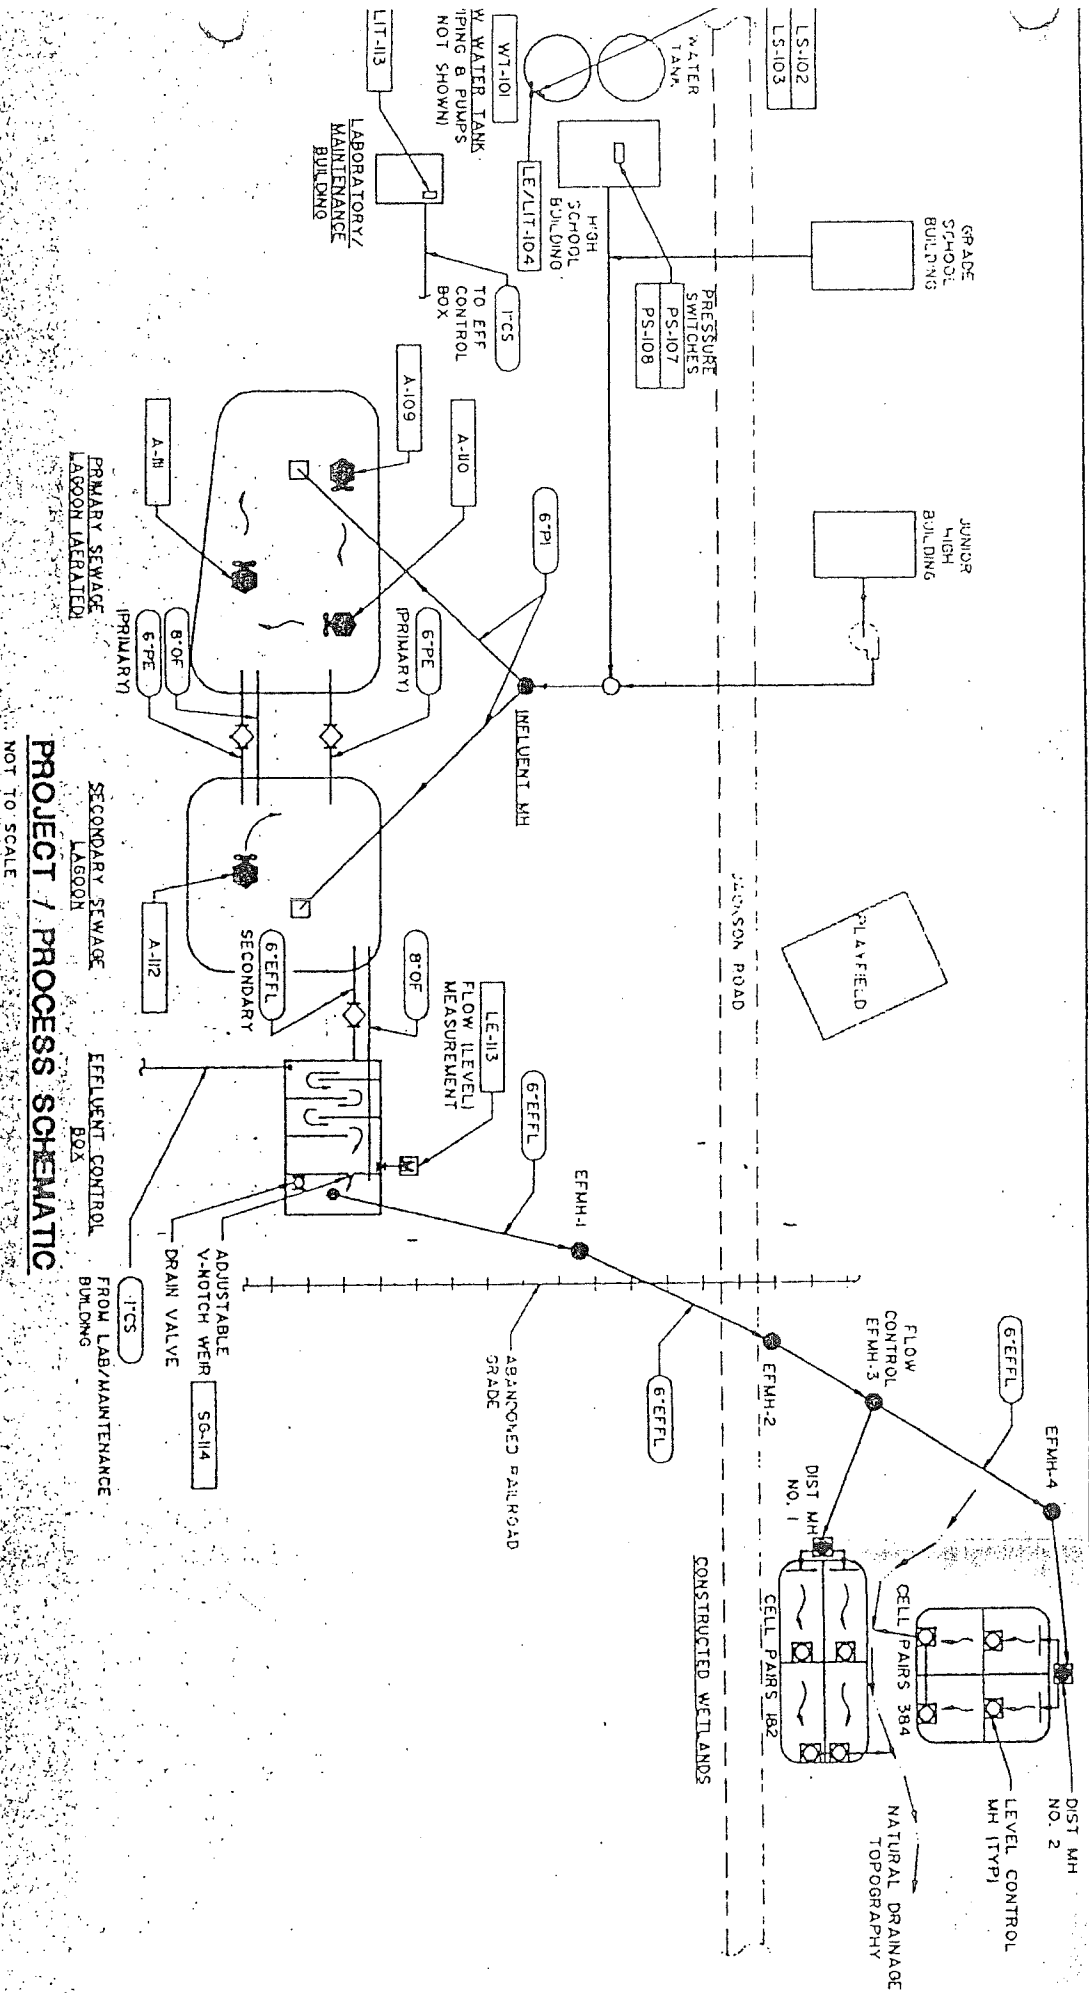 LS-102
LS-103
WATER
TANK
WT-101
W WATER TANK
PING & PUMPS
NOT SHOWN)
LIT-113
LABORATORY/
MAINTENANCE
BUILDING
LE/LIT-104
HIGH
SCHOOL
BUILDING
GRADE
SCHOOL
BUILDING
PRESSURE
SWITCHES
PS-107
PS-108
1"CS
TO EFF
CONTROL
BOX
JUNIOR
HIGH
BUILDING
A-109
A-110
A-111
6"PI
INFLUENT MH
PRIMARY SEWAGE
LAGOON (AERATED)
6"PE
(PRIMARY)
8"OF
6"PE
(PRIMARY)
SECONDARY SEWAGE
LAGOON
A-112
PLAYFIELD
JACKSON ROAD
6"EFFL
SECONDARY
8"OF
LE-113
FLOW (LEVEL)
MEASUREMENT
6"EFFL
EFFLUENT CONTROL
BOX
1"CS
FROM LAB/MAINTENANCE
BUILDING
DRAIN VALVE
ADJUSTABLE
V-NOTCH WEIR
SG-114
EFMH-1
ABANDONED RAILROAD
GRADE
6"EFFL
EFMH-2
FLOW
CONTROL
EFMH-3
6"EFFL
EFMH-4
DIST MH
NO. 1
CELL PAIRS 1&2
CONSTRUCTED WETLANDS
CELL PAIRS 3&4
DIST MH
NO. 2
LEVEL CONTROL
MH (TYP)
NATURAL DRAINAGE
TOPOGRAPHY
PROJECT / PROCESS SCHEMATIC
NOT TO SCALE